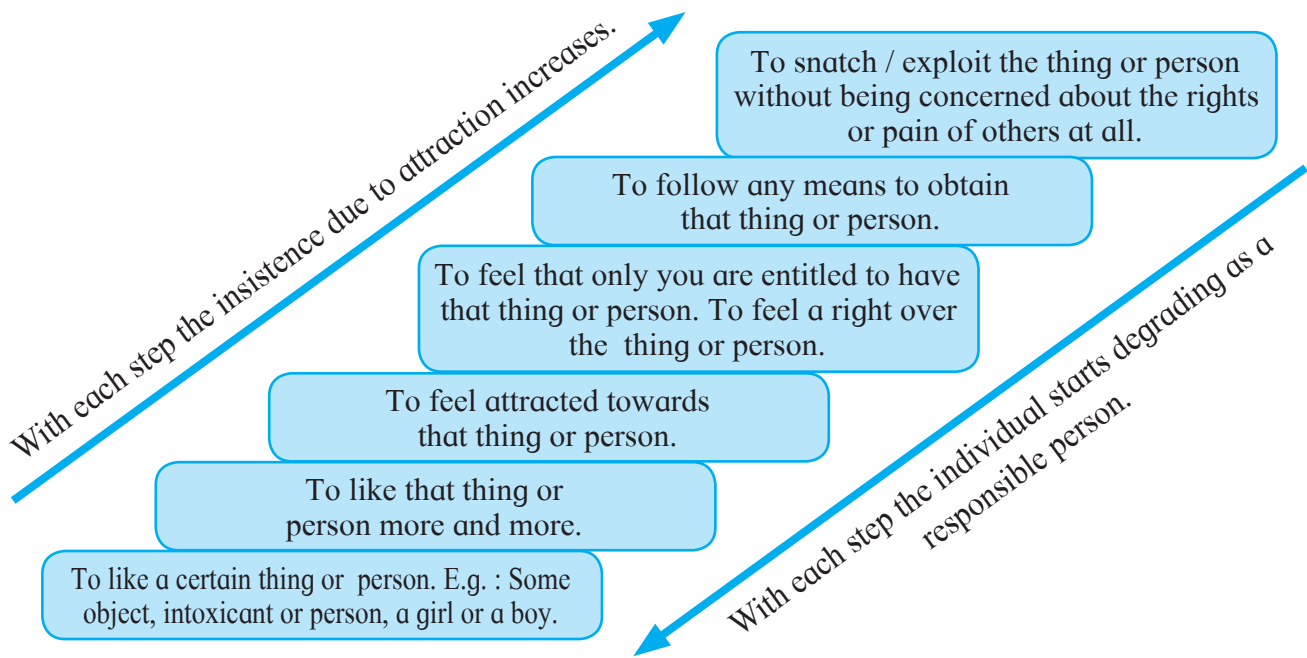 With each step the insistence due to attraction increases.
To snatch / exploit the thing or person
without being concerned about the rights
or pain of others at all.
To follow any means to obtain
that thing or person.
To feel that only you are entitled to have
that thing or person. To feel a right over
the thing or person.
To feel attracted towards
that thing or person.
To like that thing or
person more and more.
To like a certain thing or person. E.g. : Some
object, intoxicant or person, a girl or a boy.
With each step the individual starts degrading as a
responsible person.